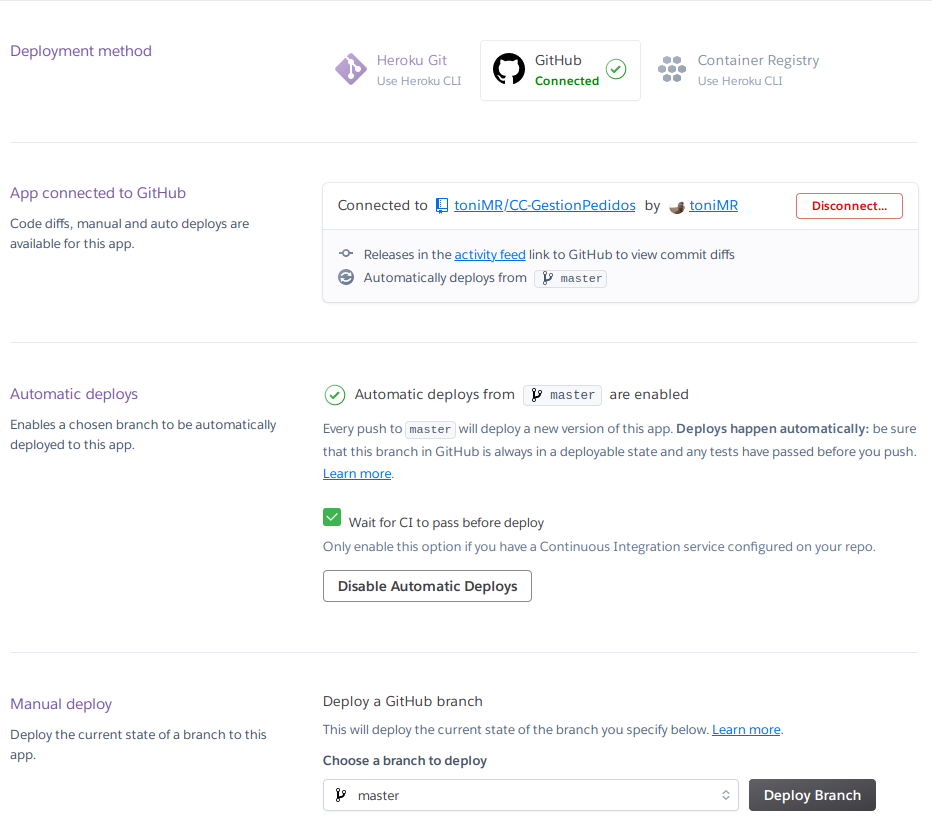 Deployment method
Heroku Git
Use Heroku CLI
GitHub
Connected
Container Registry
Use Heroku CLI
App connected to GitHub
Code diffs, manual and auto deploys are
available for this app.
Connected to toniMR/CC-GestionPedidos by toniMR
Disconnect...
Releases in the activity feed link to GitHub to view commit diffs
Automatically deploys from master
Automatic deploys
Enables a chosen branch to be automatically
deployed to this app.
Automatic deploys from master are enabled
Every push to master will deploy a new version of this app. Deploys happen automatically: be sure
that this branch in GitHub is always in a deployable state and any tests have passed before you push.
Learn more.
Wait for CI to pass before deploy
Only enable this option if you have a Continuous Integration service configured on your repo.
Disable Automatic Deploys
Manual deploy
Deploy the current state of a branch to this
app.
Deploy a GitHub branch
This will deploy the current state of the branch you specify below. Learn more.
Choose a branch to deploy
master
Deploy Branch